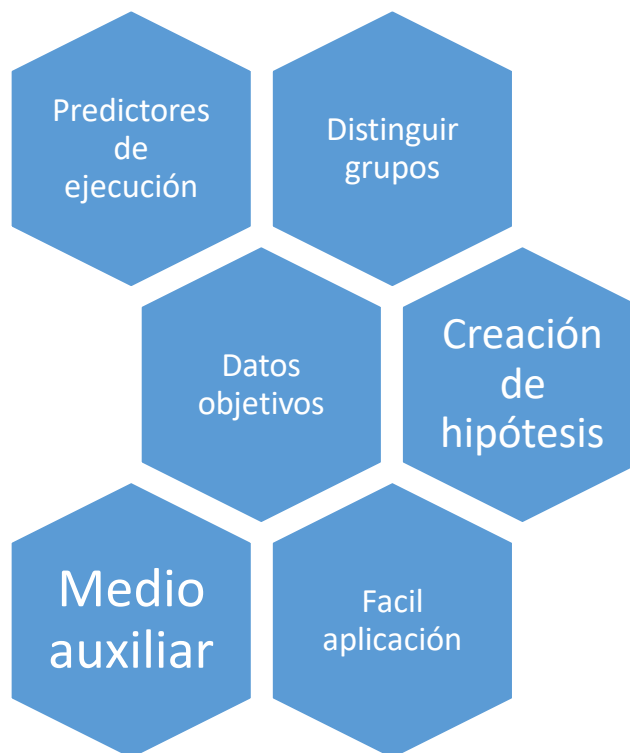 Predictores
de
ejecución
Distinguir
grupos
Datos
objetivos
Creación
de
hipótesis
Medio
auxiliar
Facil
aplicación